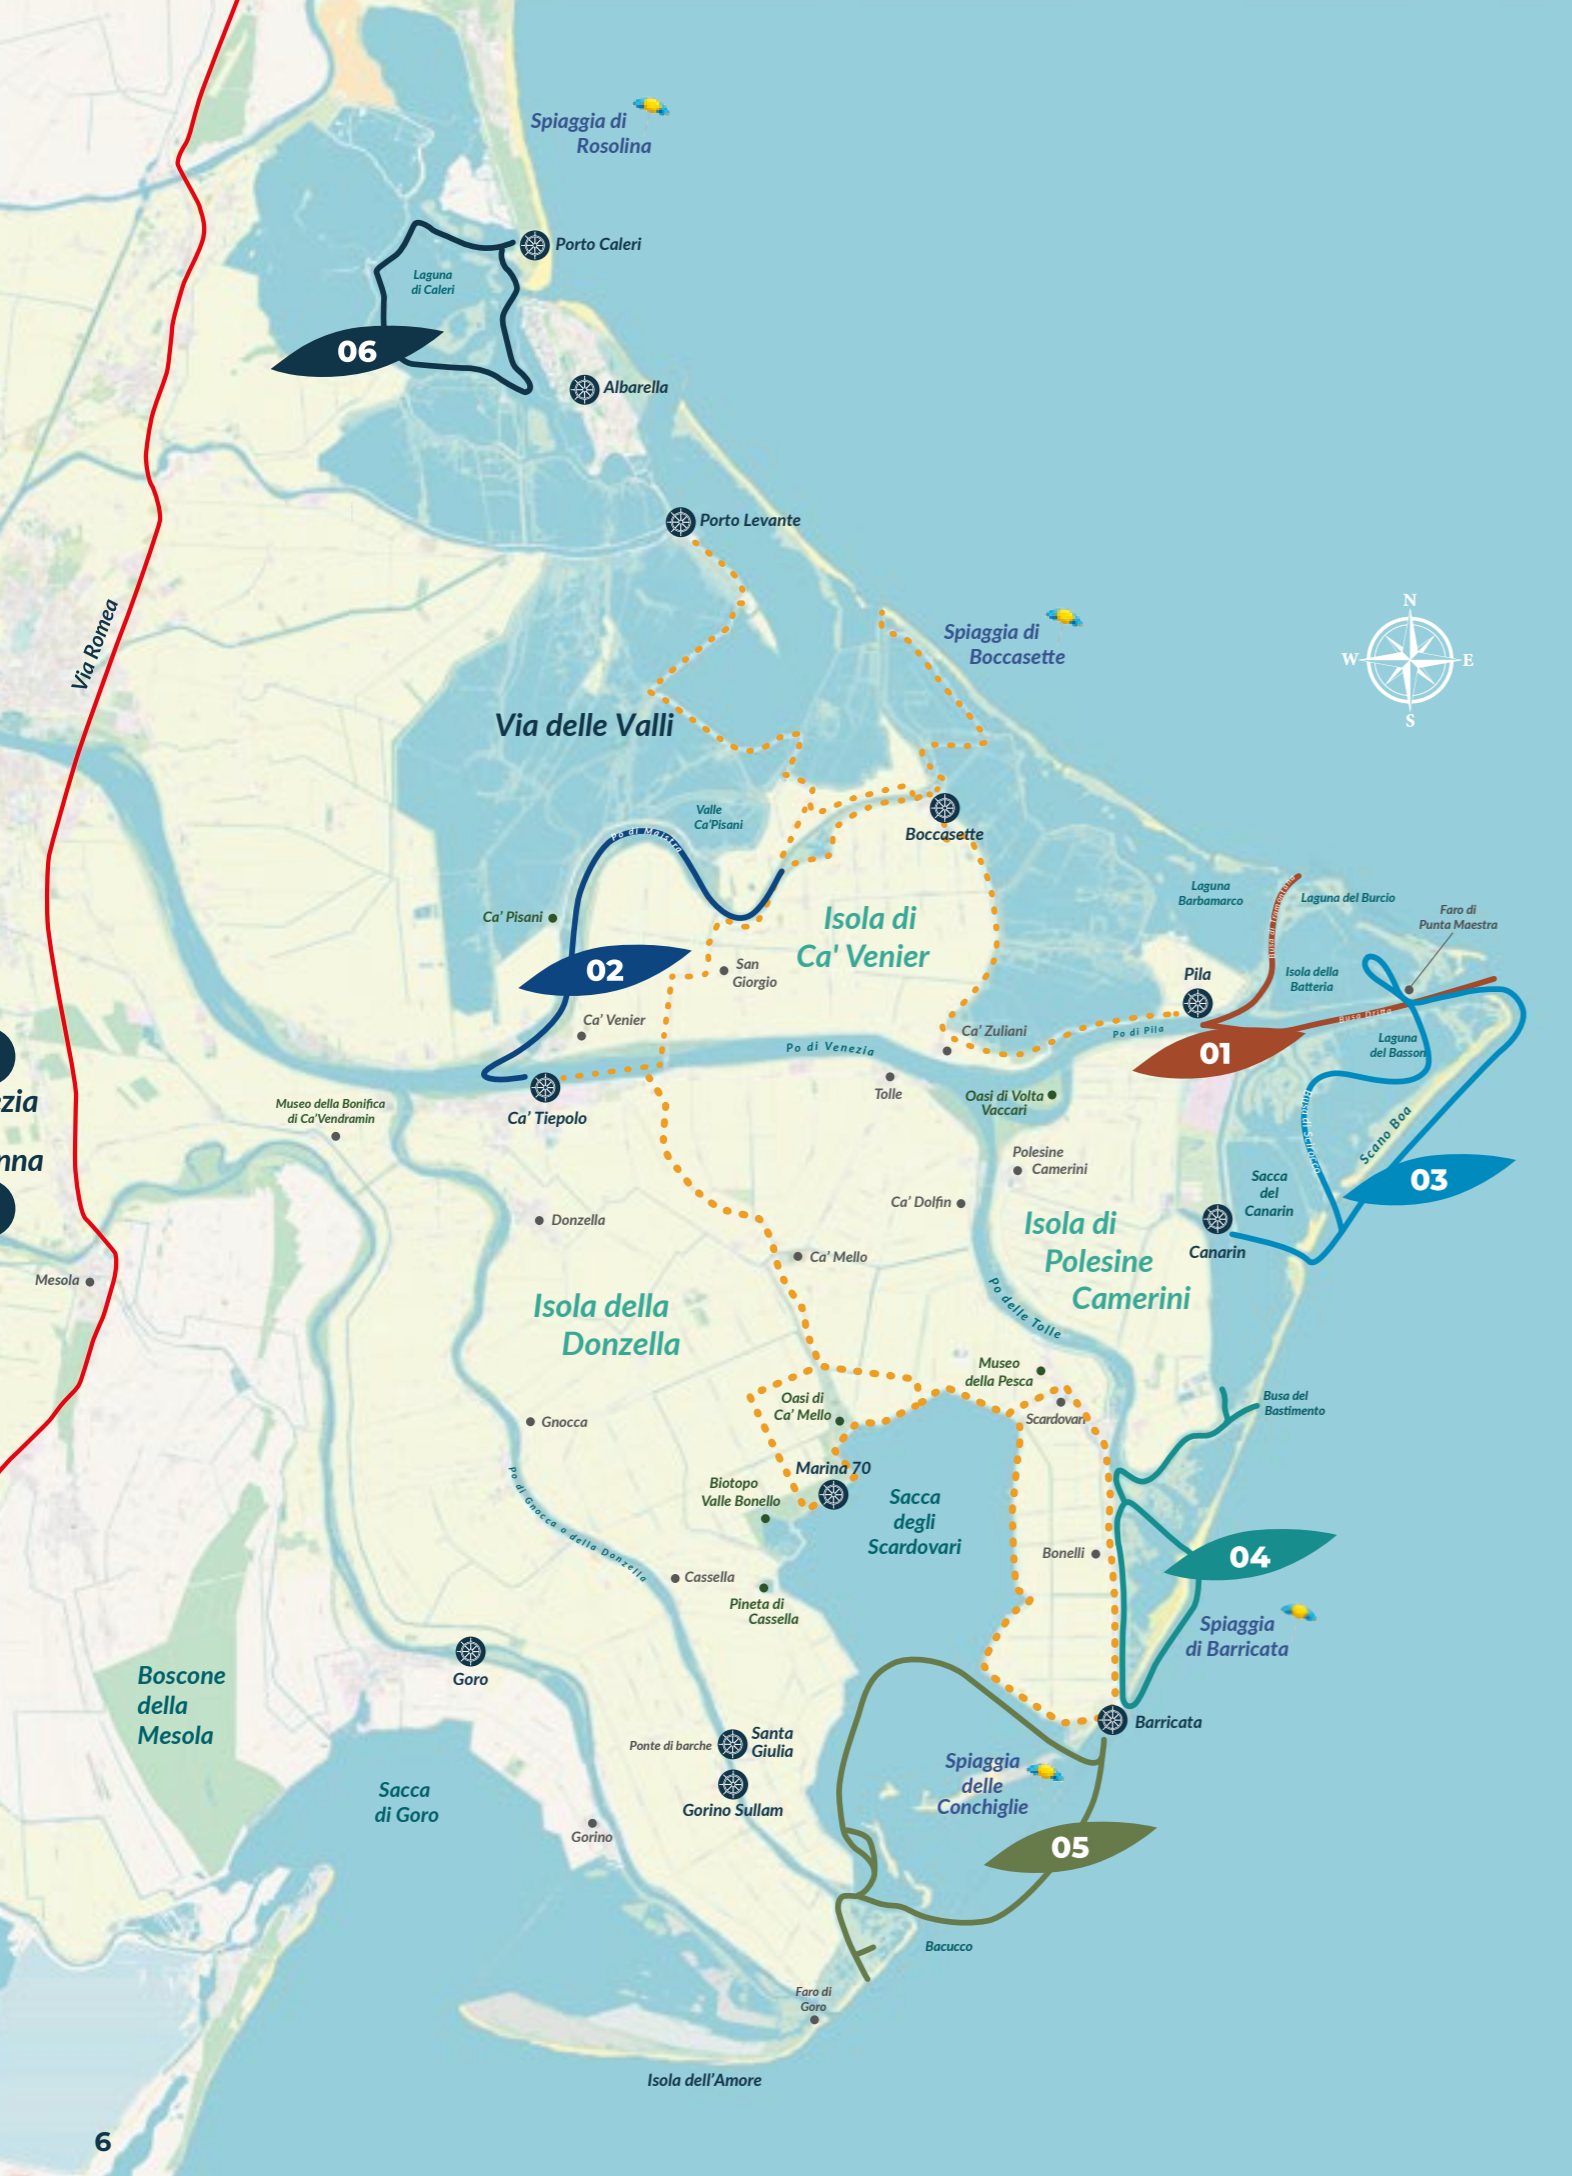 Spiaggia di
Rosolina
Porto Caleri
Laguna
di Caleri
06
Albarella
Porto Levante
Via Romea
Spiaggia di
Boccasette
N
W
E
S
Via delle Valli
Valle
Ca'Pisani
Po di Maistra
Boccasette
Ca' Pisani
Isola di
Ca' Venier
02
San
Giorgio
Ca' Venier
Laguna
Barbamarco
Busa di Tramontana
Laguna del Burcio
Faro di
Punta Maestra
Pila
Isola della
Batteria
Busa Dritta
Ca' Zuliani
Po di Pila
01
Laguna
del Basson
Po di Venezia
Tolle
Oasi di Volta
Vaccari
Ca' Tiepolo
Museo della Bonifica
di Ca'Vendramin
zia
nna
Busa di Scirocco
Scano Boa
03
Polesine
Camerini
Ca' Dolfin
Sacca
del
Canarin
Canarin
Isola di
Polesine
Camerini
Donzella
Ca' Mello
Mesola
Isola della
Donzella
Po delle Tolle
Museo
della Pesca
Scardovari
Busa del
Bastimento
Oasi di
Ca' Mello
Gnocca
Marina 70
Biotopo
Valle Bonello
Po di Gnocca o della Donzella
Sacca
degli
Scardovari
Bonelli
04
Cassella
Pineta di
Cassella
Spiaggia
di Barricata
Boscone
della
Mesola
Goro
Barricata
Ponte di barche
Santa
Giulia
Gorino Sullam
Spiaggia
delle
Conchiglie
Sacca
di Goro
Gorino
05
Bacucco
Faro di
Goro
Isola dell'Amore
6